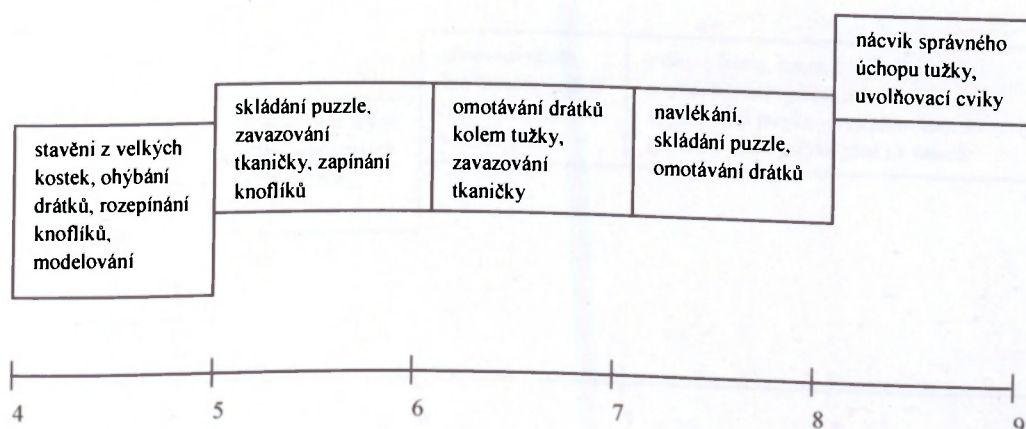 stavěni z velkých
kostek, ohýbání
drátků, rozepínání
knoflíků,
modelování
skládání puzzle,
zavazování
tkaničky, zapínání
knoflíků
omotávání drátků
kolem tužky,
zavazování
tkaničky
navlékání,
skládání puzzle,
omotávání drátků
nácvik správného
úchopu tužky,
uvolňovací cviky
4 5 6 7 8 9